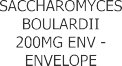 SACCHAROMYCES
BOULARDII
200MG ENV -
ENVELOPE